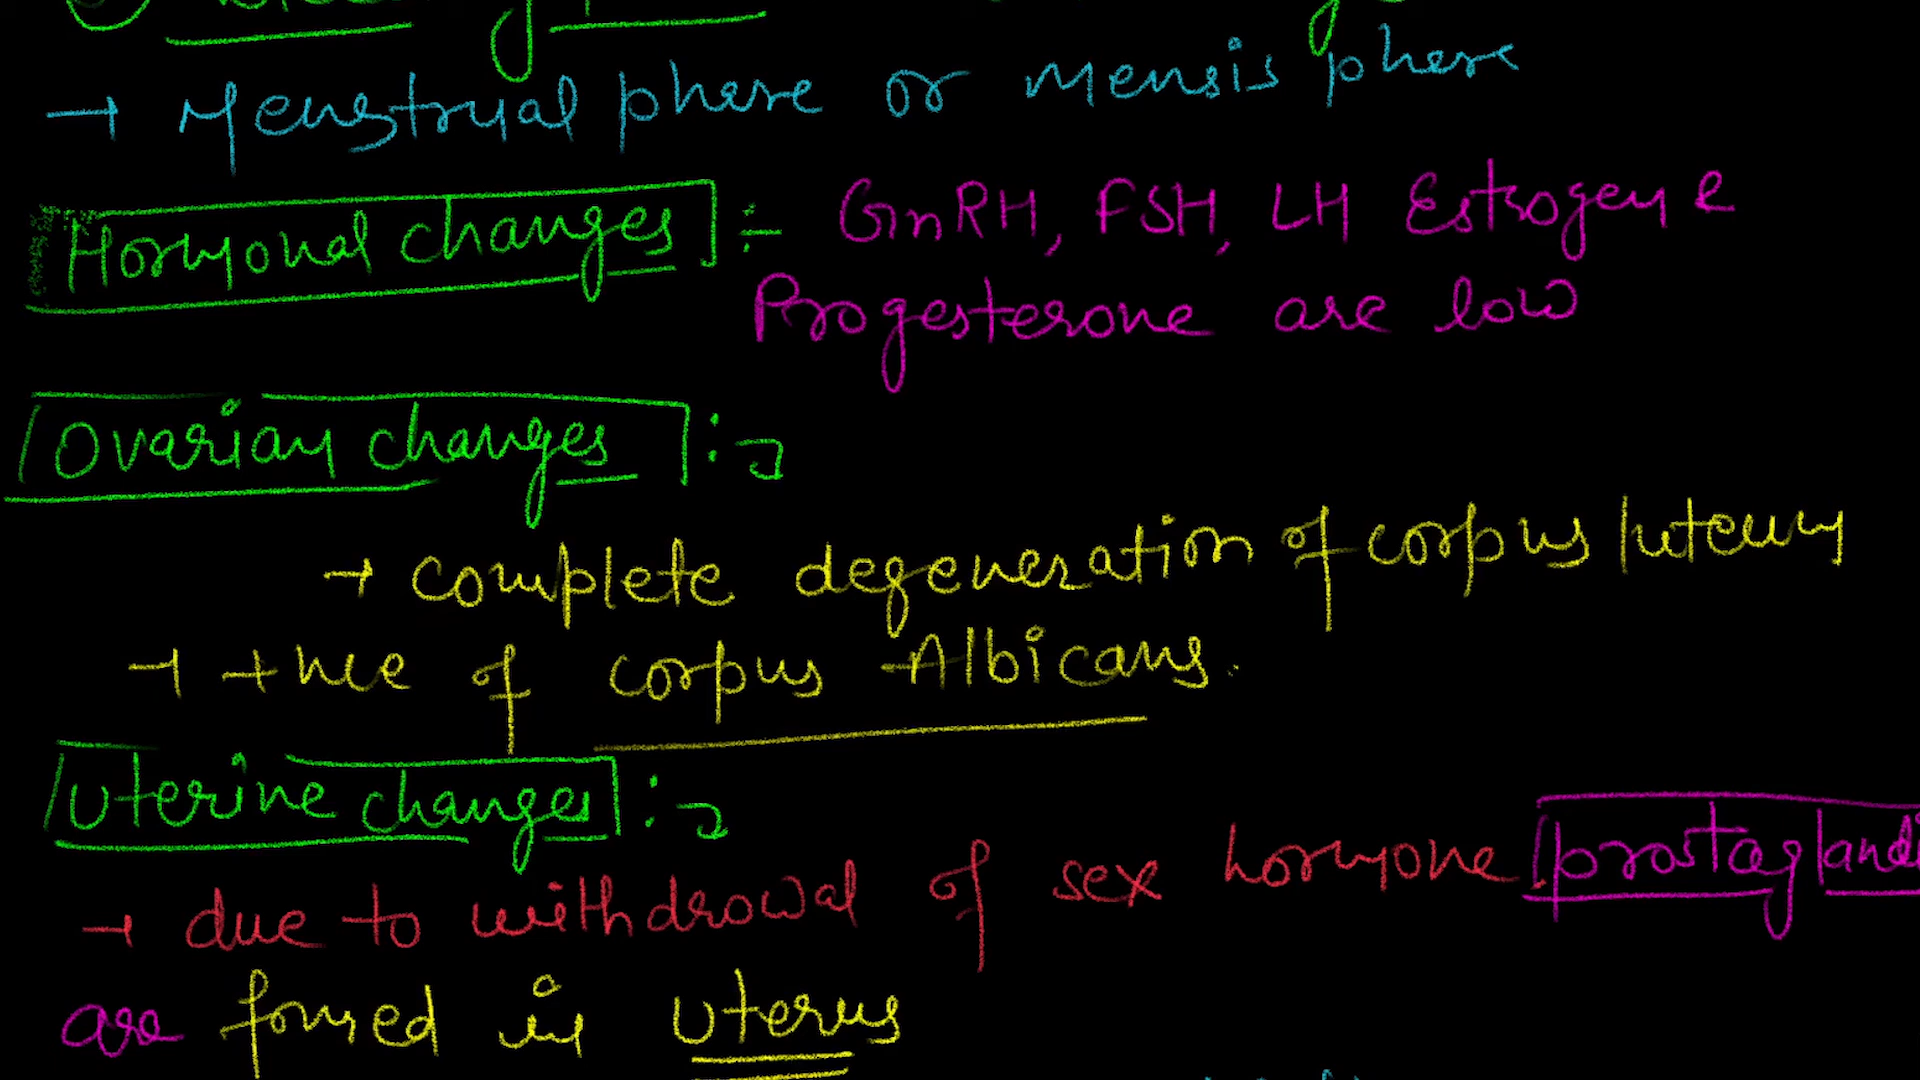 → Menstrual phase or Mensis phase
Hormonal changes :- GnRH, FSH, LH Estrogen &
Progesterone are low
Ovarian changes :→
→ complete degeneration of corpus luteum
→ +nce of corpus Albicans.
Uterine changes :→
→ due to withdrowal of sex hormone prostaglandi
are formed in uterus